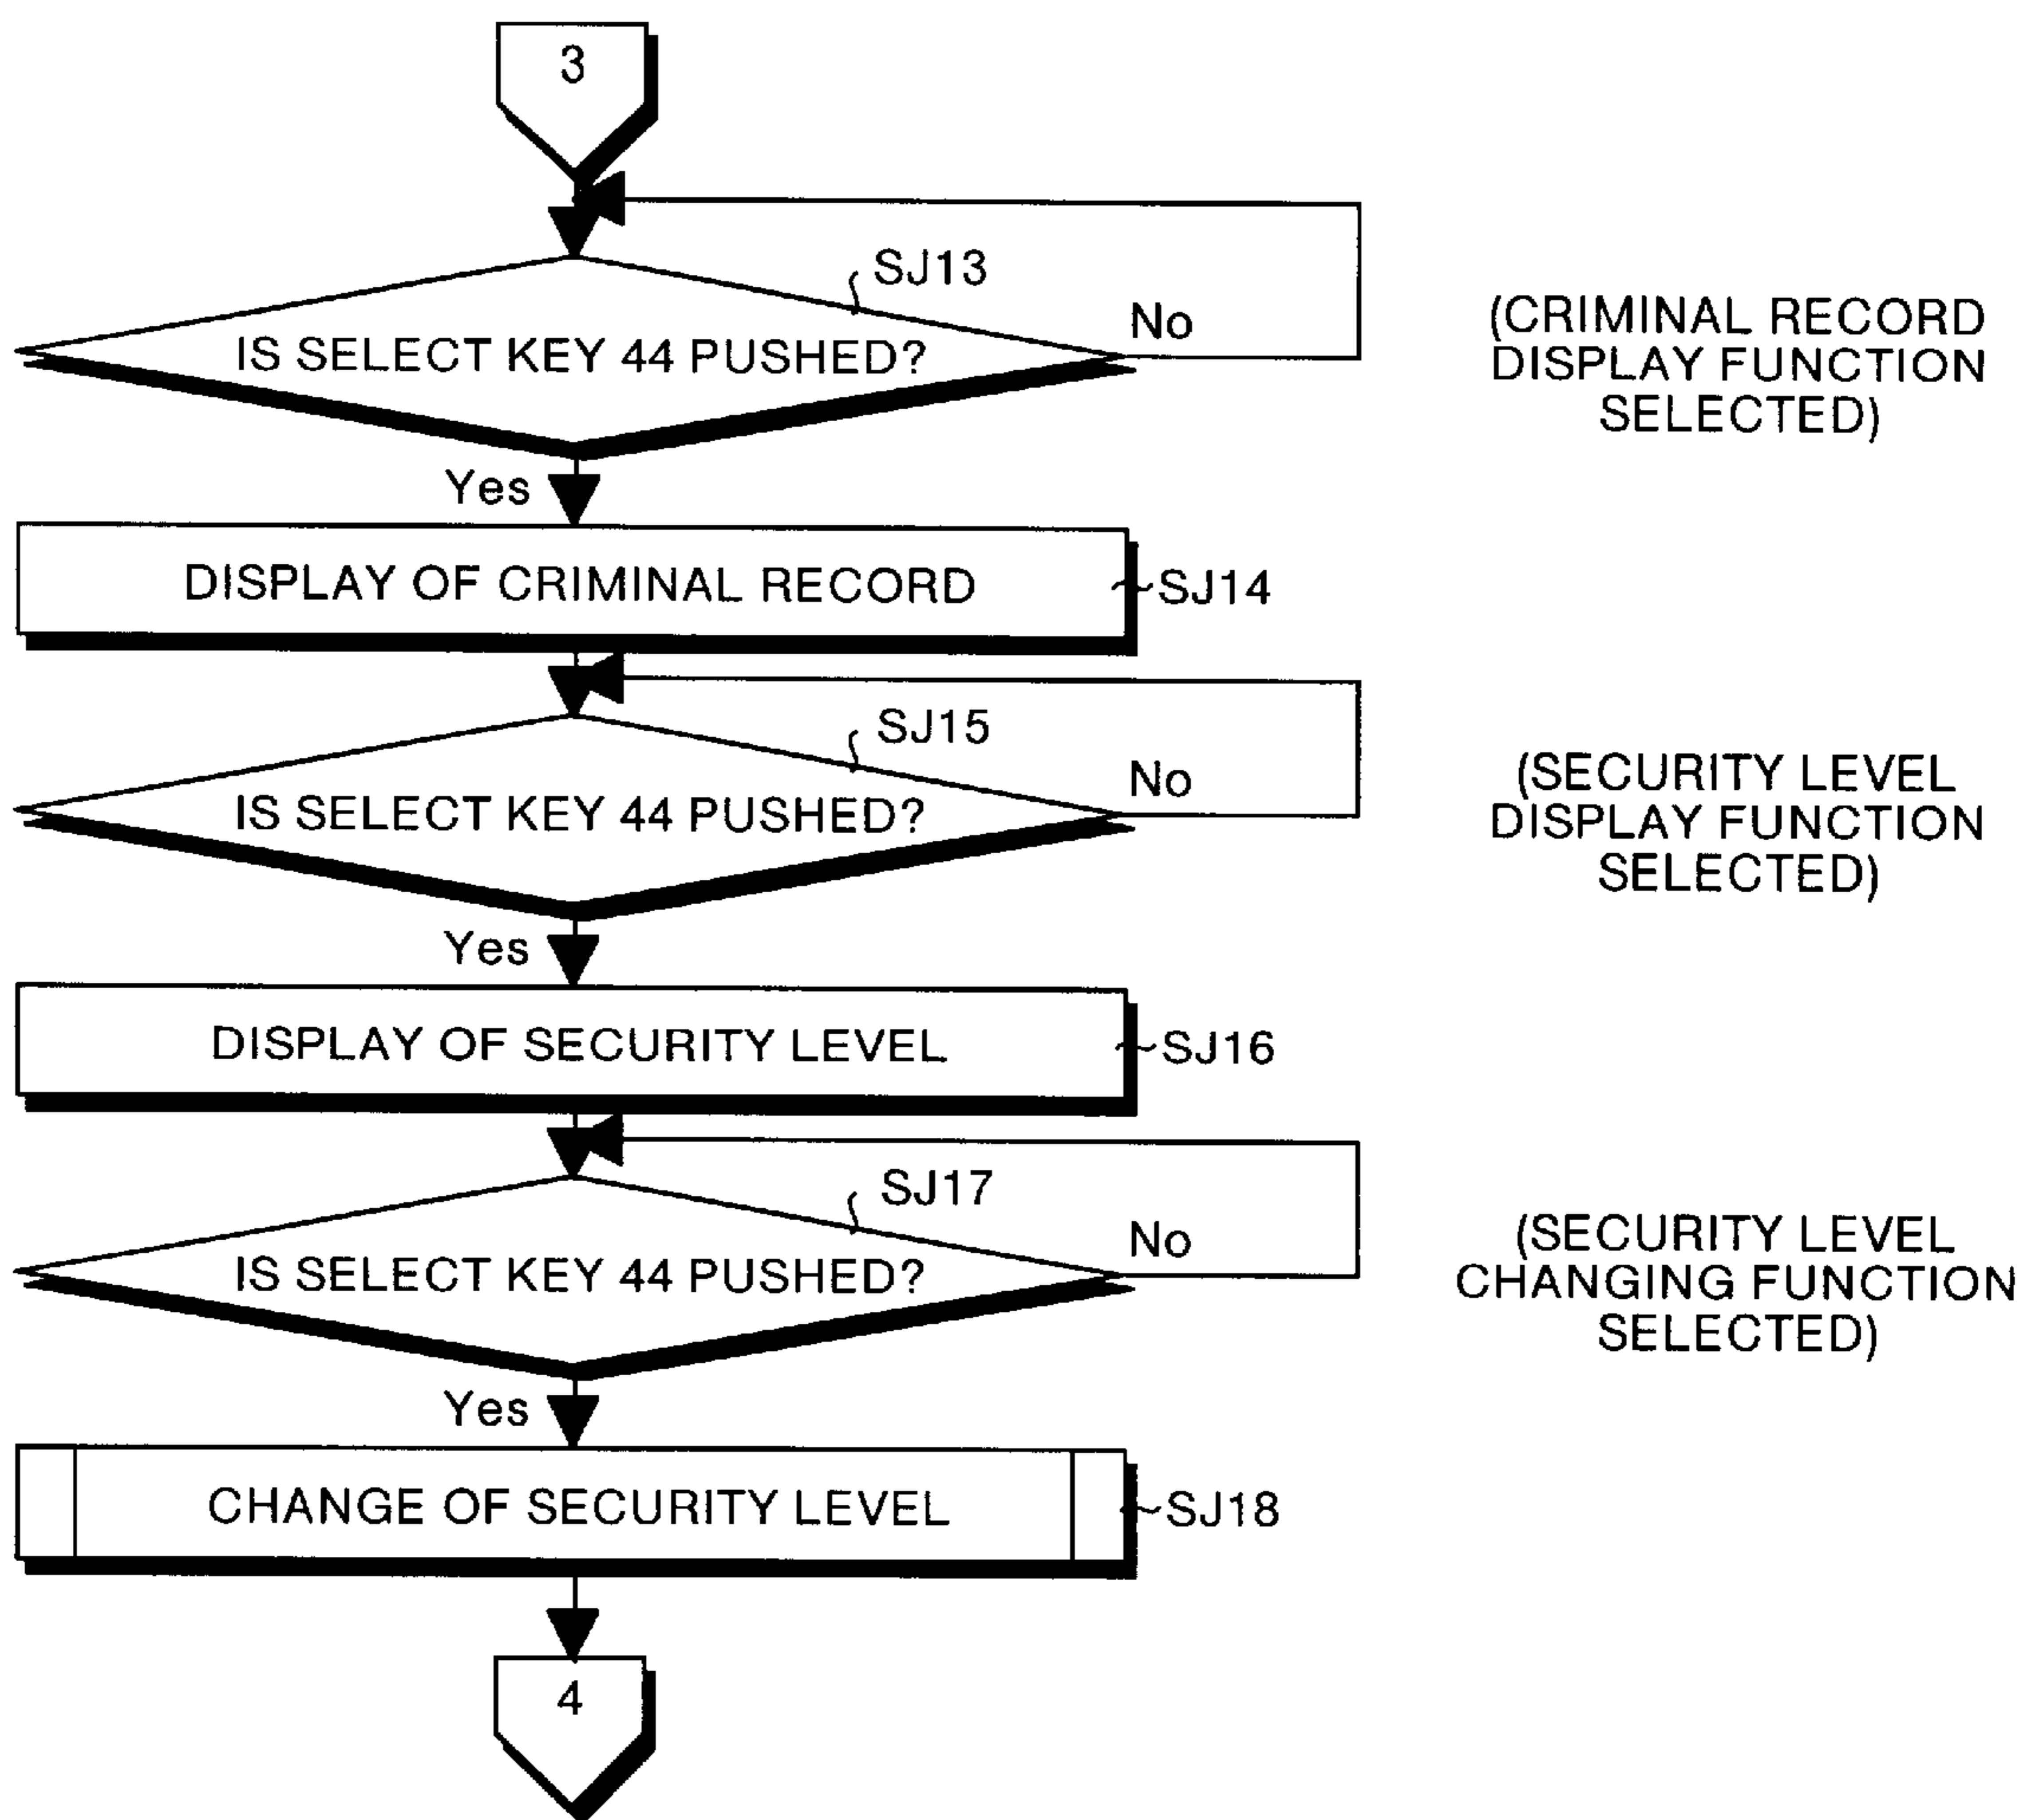 3
SJ13
No
IS SELECT KEY 44 PUSHED?
(CRIMINAL RECORD
DISPLAY FUNCTION
SELECTED)
Yes
DISPLAY OF CRIMINAL RECORD
SJ14
SJ15
No
IS SELECT KEY 44 PUSHED?
(SECURITY LEVEL
DISPLAY FUNCTION
SELECTED)
Yes
DISPLAY OF SECURITY LEVEL
SJ16
SJ17
No
IS SELECT KEY 44 PUSHED?
(SECURITY LEVEL
CHANGING FUNCTION
SELECTED)
Yes
CHANGE OF SECURITY LEVEL
SJ18
4